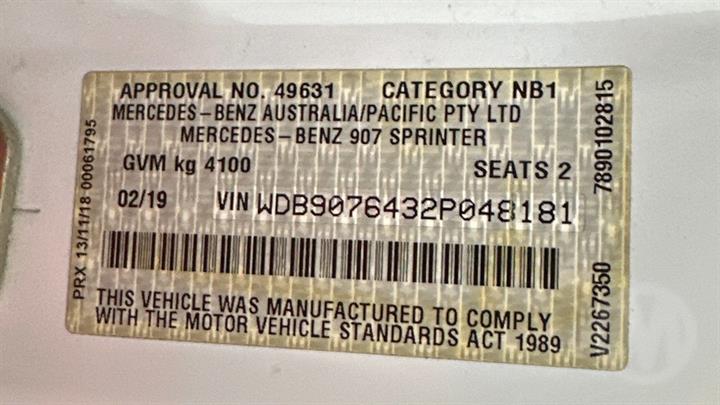 APPROVAL NO. 49631 CATEGORY NB1
MERCEDES-BENZ AUSTRALIA/PACIFIC PTY LTD
MERCEDES-BENZ 907 SPRINTER
GVM kg 4100 SEATS 2
02/19 VIN WDB9076432P048181
THIS VEHICLE WAS MANUFACTURED TO COMPLY
WITH THE MOTOR VEHICLE STANDARDS ACT 1989
PRX 13/11/18 00061795
V2267350 7890102815